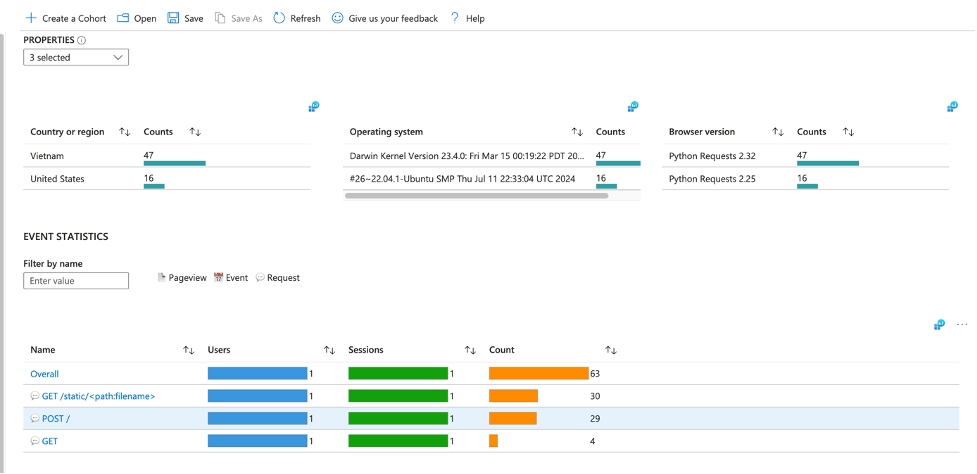 Create a Cohort Open Save Save As Refresh Give us your feedback Help
PROPERTIES
3 selected
Country or region Counts
Vietnam 47
United States 16
Operating system Counts
Darwin Kernel Version 23.4.0: Fri Mar 15 00:19:22 PDT 20... 47
#26~22.04.1-Ubuntu SMP Thu Jul 11 22:33:04 UTC 2024 16
Browser version Counts
Python Requests 2.32 47
Python Requests 2.25 16
EVENT STATISTICS
Filter by name
Enter value
Pageview Event Request
Name Users Sessions Count
Overall 1 1 63
GET /static/<path:filename> 1 1 30
POST / 1 1 29
GET 1 1 4